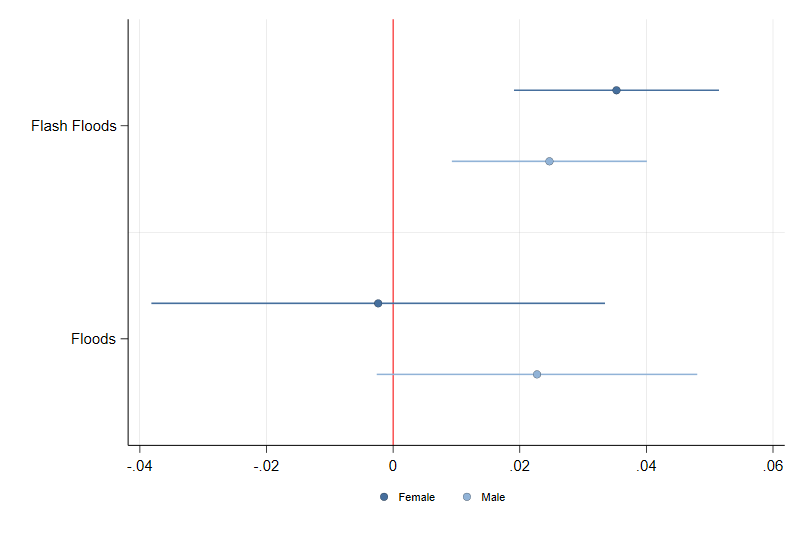 Flash Floods
Floods
-.04 -.02 0 .02 .04 .06
Female Male